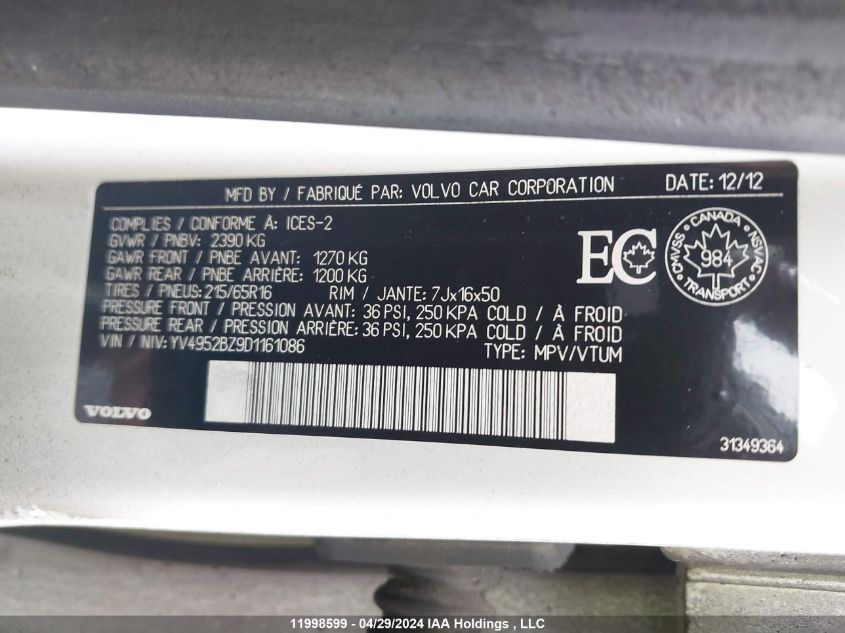 MFD BY / FABRIQUÉ PAR: VOLVO CAR CORPORATION DATE: 12/12
COMPLIES / CONFORME À: ICES-2
GVWR / PNBV: 2390 KG
GAWR FRONT / PNBE AVANT: 1270 KG
GAWR REAR / PNBE ARRIÈRE: 1200 KG
TIRES / PNEUS: 215/65R16 RIM / JANTE: 7Jx16x50
PRESSURE FRONT / PRESSION AVANT: 36 PSI, 250 KPA COLD / À FROID
PRESSURE REAR / PRESSION ARRIÈRE: 36 PSI, 250 KPA COLD / À FROID
VIN / NIV: YV4952BZ9D1161086 TYPE: MPV/VTUM
EC
CANADA
CMVSS 984 NSVAC
TRANSPORT
VOLVO
31349364
11998599 - 04/29/2024 IAA Holdings , LLC